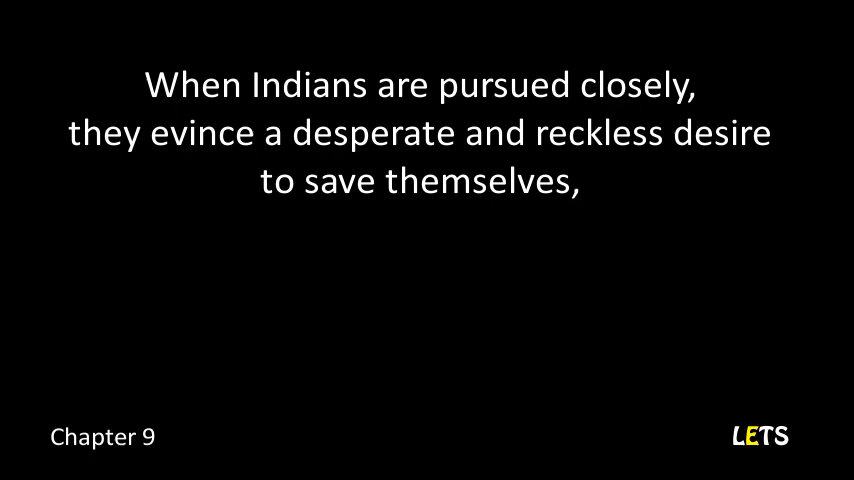 When Indians are pursued closely,
they evince a desperate and reckless desire
to save themselves,
Chapter 9
LETS